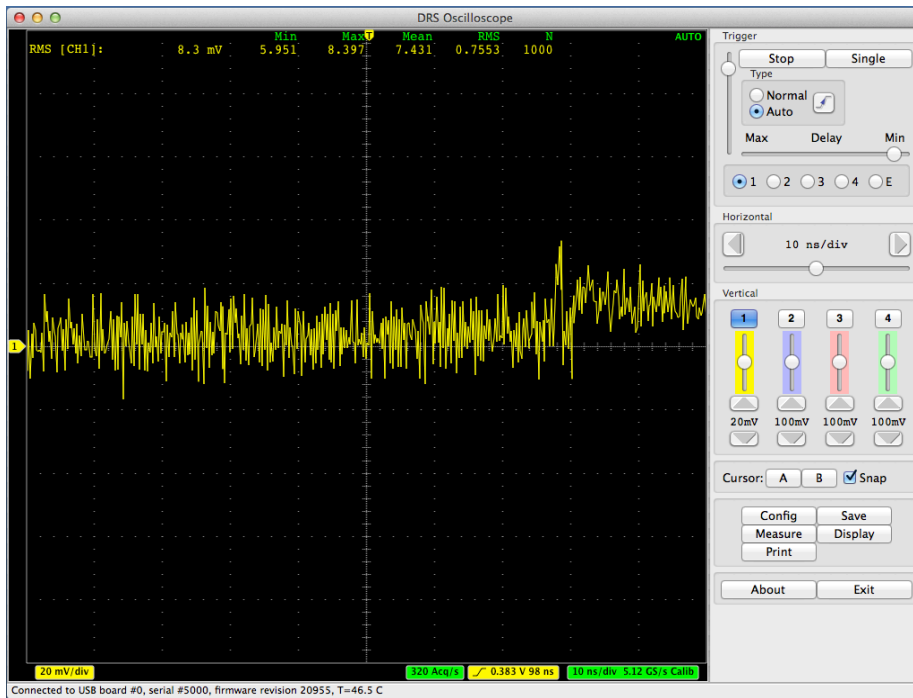 DRS Oscilloscope
Min Max T Mean RMS N AUTO
RMS [CH1]: 8.3 mV 5.951 8.397 7.431 0.7553 1000
1
20 mV/div 320 Acq/s 0.383 V 98 ns 10 ns/div 5.12 GS/s Calib
Trigger
Stop Single
Type
Normal
Auto
Max Delay Min
1 2 3 4 E
Horizontal
10 ns/div
Vertical
1 2 3 4
20mV 100mV 100mV 100mV
Cursor: A B Snap
Config Save
Measure Display
Print
About Exit
Connected to USB board #0, serial #5000, firmware revision 20955, T=46.5 C